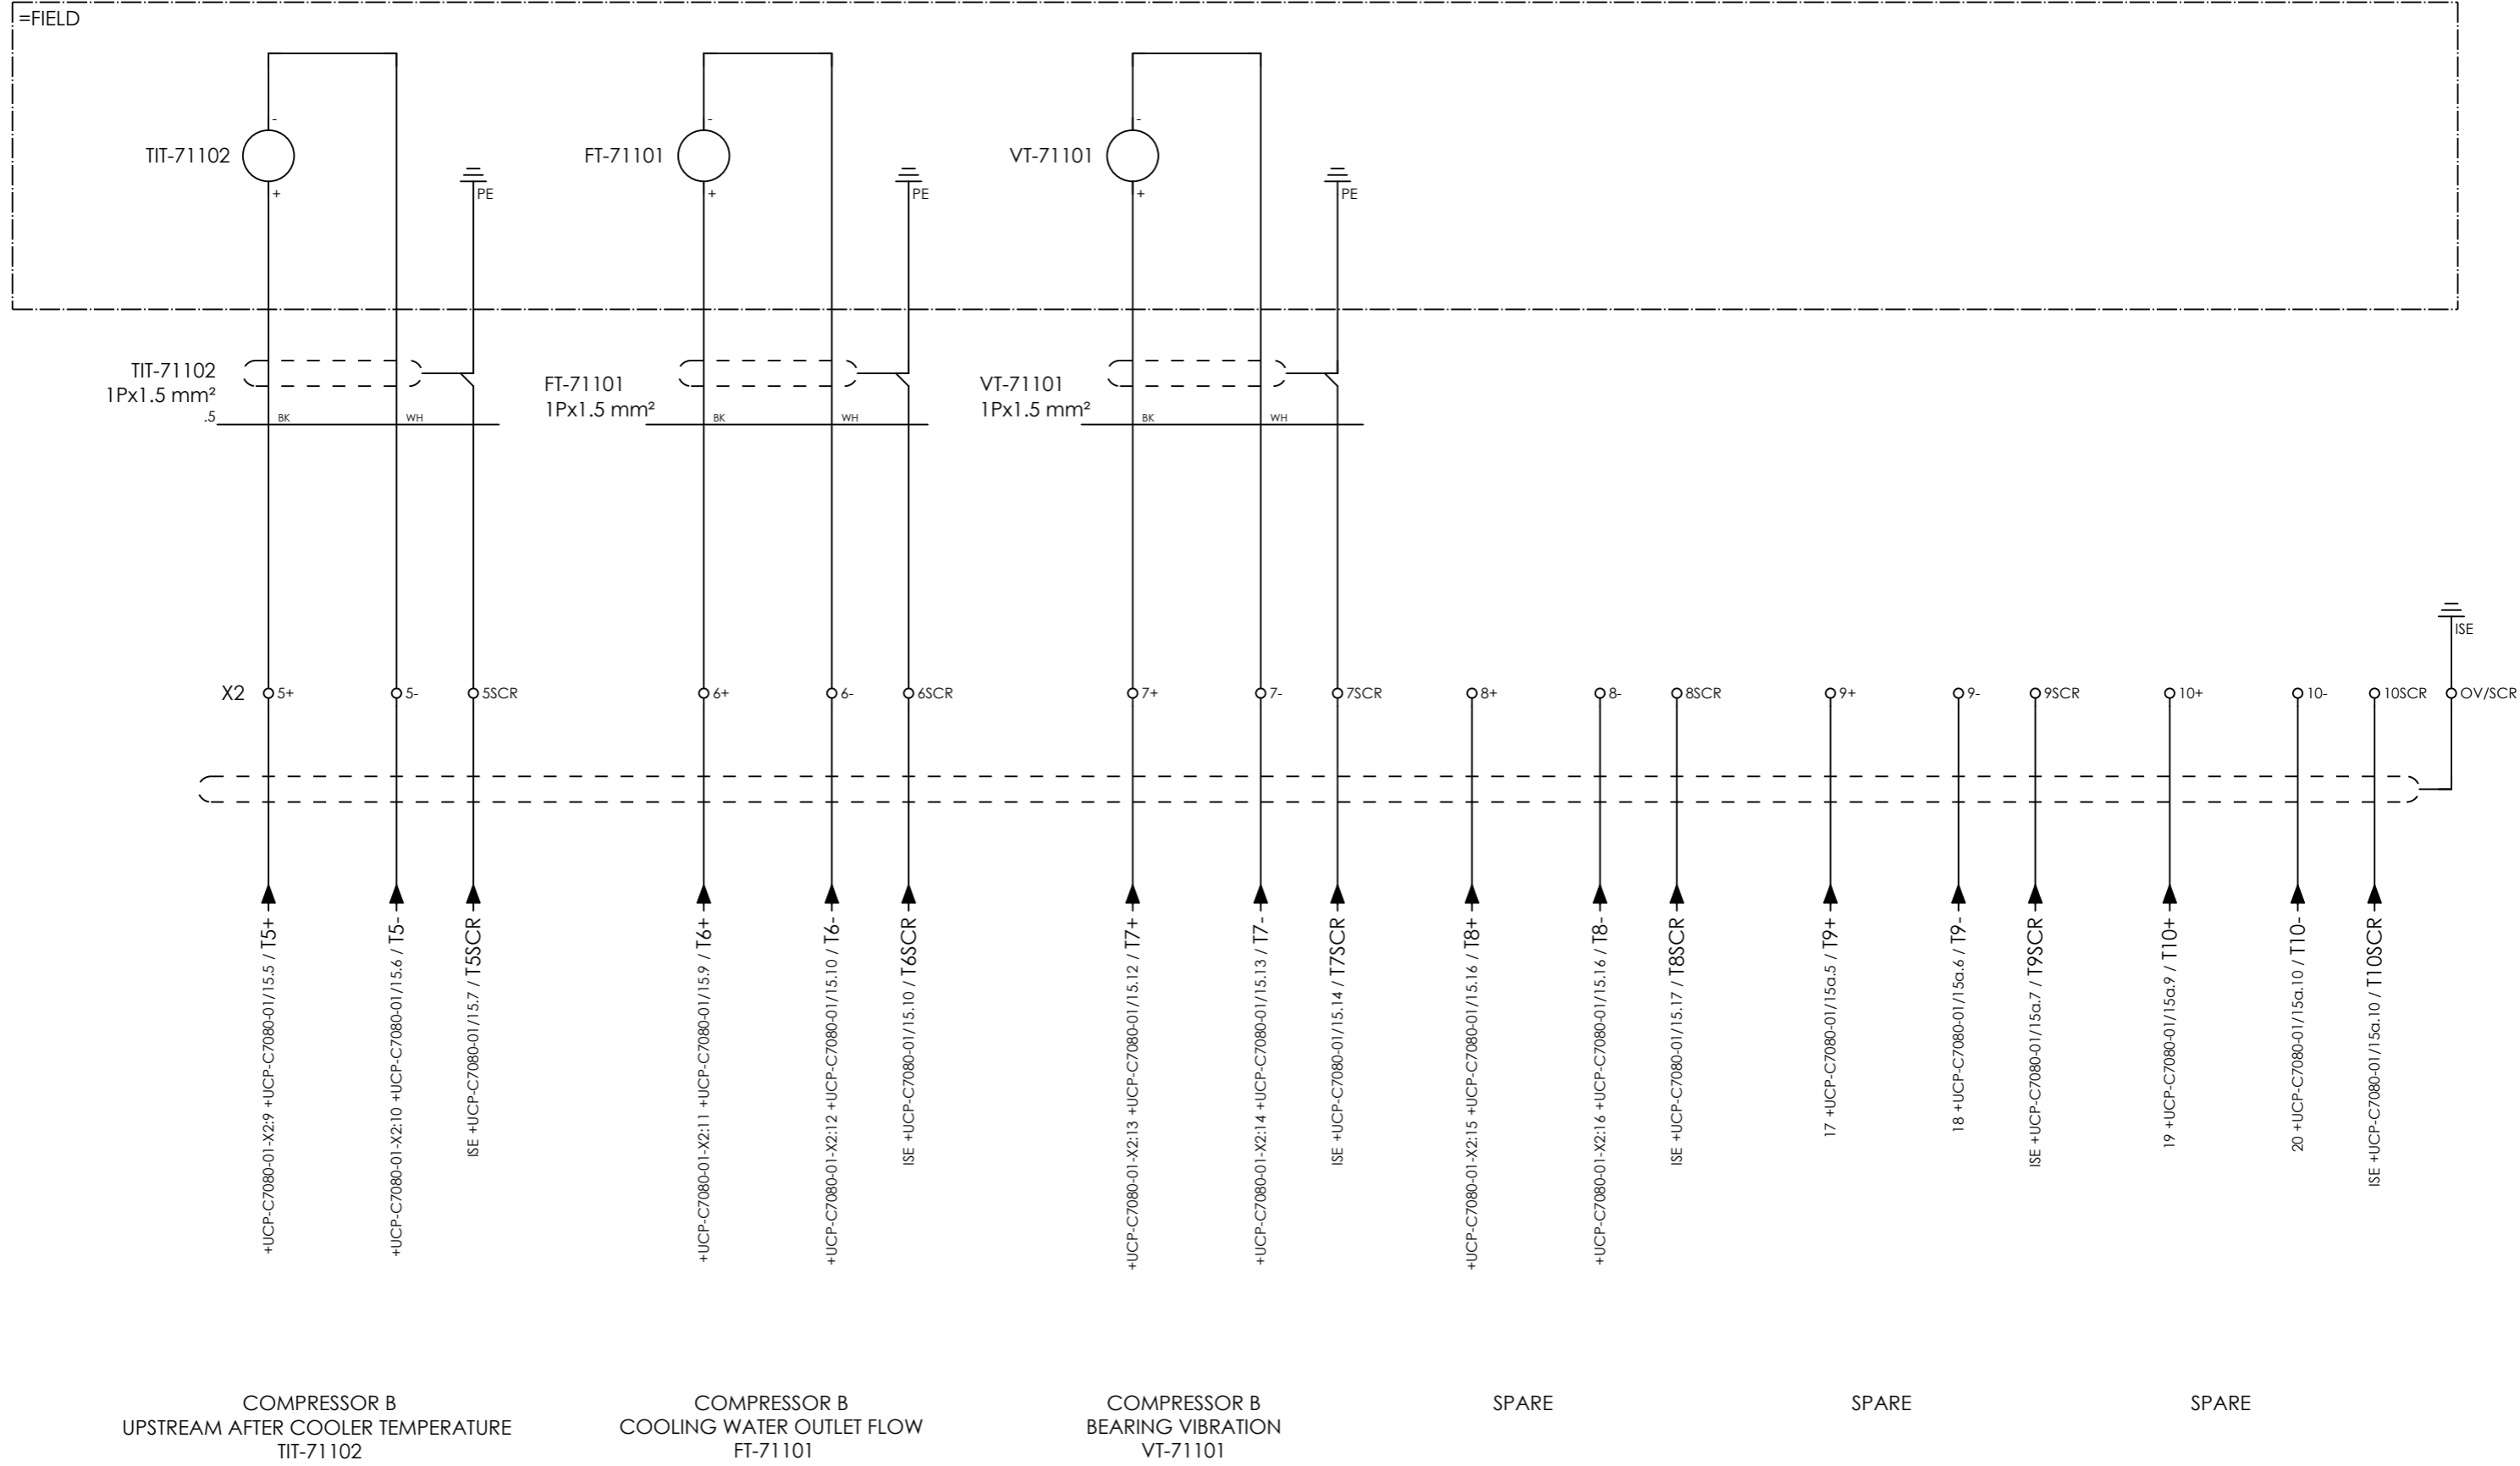 =FIELD
-
-
-
TIT-71102
FT-71101
VT-71101
+
PE
+
PE
+
PE
TIT-71102
1Px1.5 mm²
.5
BK
WH
FT-71101
1Px1.5 mm²
BK
WH
VT-71101
1Px1.5 mm²
BK
WH
ISE
X2
5+
5-
5SCR
6+
6-
6SCR
7+
7-
7SCR
8+
8-
8SCR
9+
9-
9SCR
10+
10-
10SCR
OV/SCR
+UCP-C7080-01-X2:9 +UCP-C7080-01/15.5 / T5+
+UCP-C7080-01-X2:10 +UCP-C7080-01/15.6 / T5-
ISE +UCP-C7080-01/15.7 / T5SCR
+UCP-C7080-01-X2:11 +UCP-C7080-01/15.9 / T6+
+UCP-C7080-01-X2:12 +UCP-C7080-01/15.10 / T6-
ISE +UCP-C7080-01/15.10 / T6SCR
+UCP-C7080-01-X2:13 +UCP-C7080-01/15.12 / T7+
+UCP-C7080-01-X2:14 +UCP-C7080-01/15.13 / T7-
ISE +UCP-C7080-01/15.14 / T7SCR
+UCP-C7080-01-X2:15 +UCP-C7080-01/15.16 / T8+
+UCP-C7080-01-X2:16 +UCP-C7080-01/15.16 / T8-
ISE +UCP-C7080-01/15.17 / T8SCR
17 +UCP-C7080-01/15a.5 / T9+
18 +UCP-C7080-01/15a.6 / T9-
ISE +UCP-C7080-01/15a.7 / T9SCR
19 +UCP-C7080-01/15a.9 / T10+
20 +UCP-C7080-01/15a.10 / T10-
ISE +UCP-C7080-01/15a.10 / T10SCR
COMPRESSOR B
UPSTREAM AFTER COOLER TEMPERATURE
TIT-71102
COMPRESSOR B
COOLING WATER OUTLET FLOW
FT-71101
COMPRESSOR B
BEARING VIBRATION
VT-71101
SPARE
SPARE
SPARE